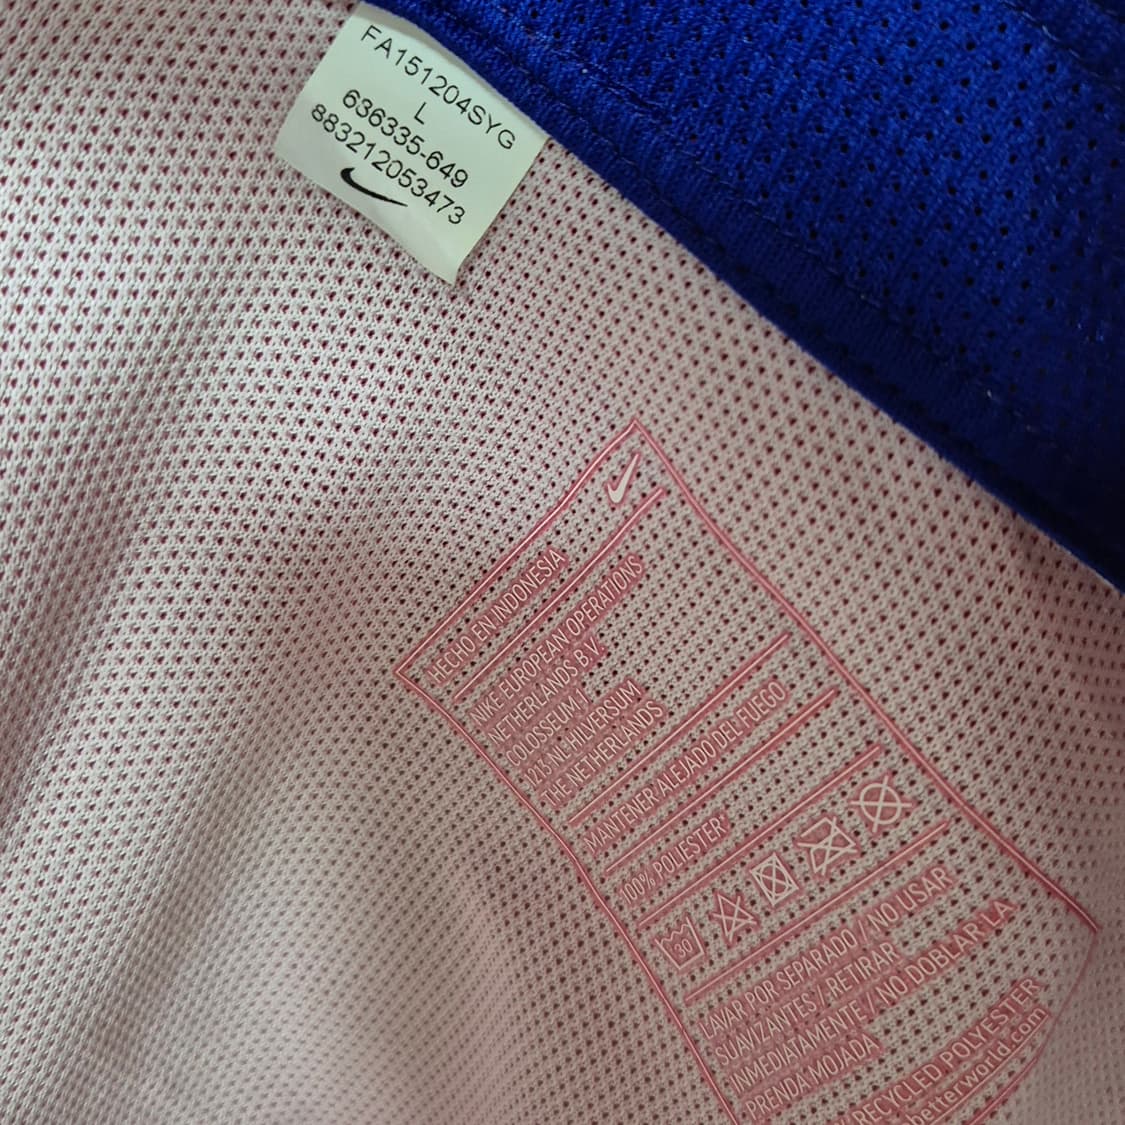 FA151204SYG
L
636335-649
883212053473
HECHO EN INDONESIA
NIKE EUROPEAN OPERATIONS
NETHERLANDS B.V.
COLOSSEUM 1
1213 NL HILVERSUM
THE NETHERLANDS
MANTENER ALEJADO DEL FUEGO
100% POLIESTER*
30
LAVAR POR SEPARADO / NO USAR
SUAVIZANTES / RETIRAR
INMEDIATAMENTE / NO DOBLAR LA
PRENDA MOJADA
% RECYCLED POLYESTER
betterworld.com